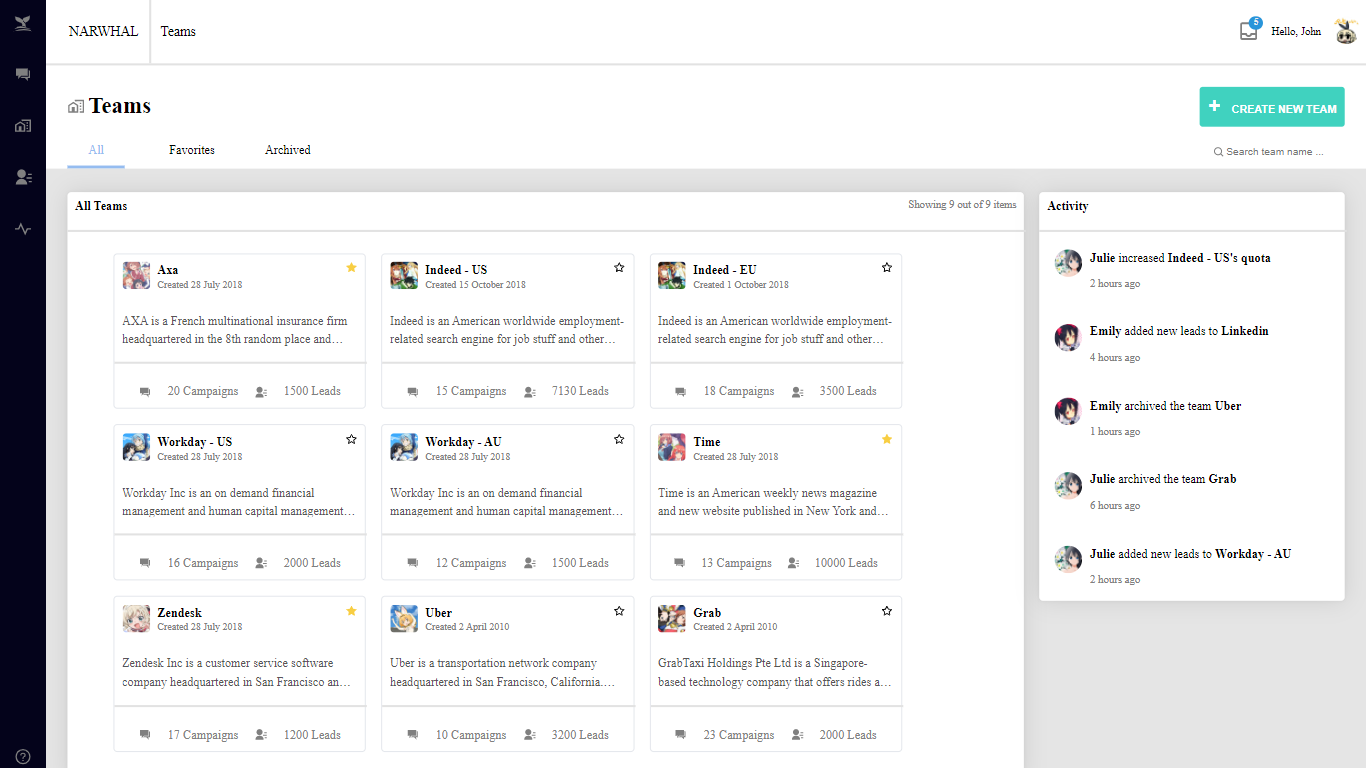 NARWHAL
Teams
5
Hello, John
Teams
CREATE NEW TEAM
All
Favorites
Archived
Search team name ...
All Teams
Showing 9 out of 9 items
Axa
Created 28 July 2018
AXA is a French multinational insurance firm
headquartered in the 8th random place and…
20 Campaigns
1500 Leads
Indeed - US
Created 15 October 2018
Indeed is an American worldwide employment-
related search engine for job stuff and other…
15 Campaigns
7130 Leads
Indeed - EU
Created 1 October 2018
Indeed is an American worldwide employment-
related search engine for job stuff and other…
18 Campaigns
3500 Leads
Workday - US
Created 28 July 2018
Workday Inc is an on demand financial
management and human capital management…
16 Campaigns
2000 Leads
Workday - AU
Created 28 July 2018
Workday Inc is an on demand financial
management and human capital management…
12 Campaigns
1500 Leads
Time
Created 28 July 2018
Time is an American weekly news magazine
and new website published in New York and…
13 Campaigns
10000 Leads
Zendesk
Created 28 July 2018
Zendesk Inc is a customer service software
company headquartered in San Francisco an…
17 Campaigns
1200 Leads
Uber
Created 2 April 2010
Uber is a transportation network company
headquartered in San Francisco, California.…
10 Campaigns
3200 Leads
Grab
Created 2 April 2010
GrabTaxi Holdings Pte Ltd is a Singapore-
based technology company that offers rides a…
23 Campaigns
2000 Leads
Activity
Julie increased Indeed - US's quota
2 hours ago
Emily added new leads to Linkedin
4 hours ago
Emily archived the team Uber
1 hours ago
Julie archived the team Grab
6 hours ago
Julie added new leads to Workday - AU
2 hours ago